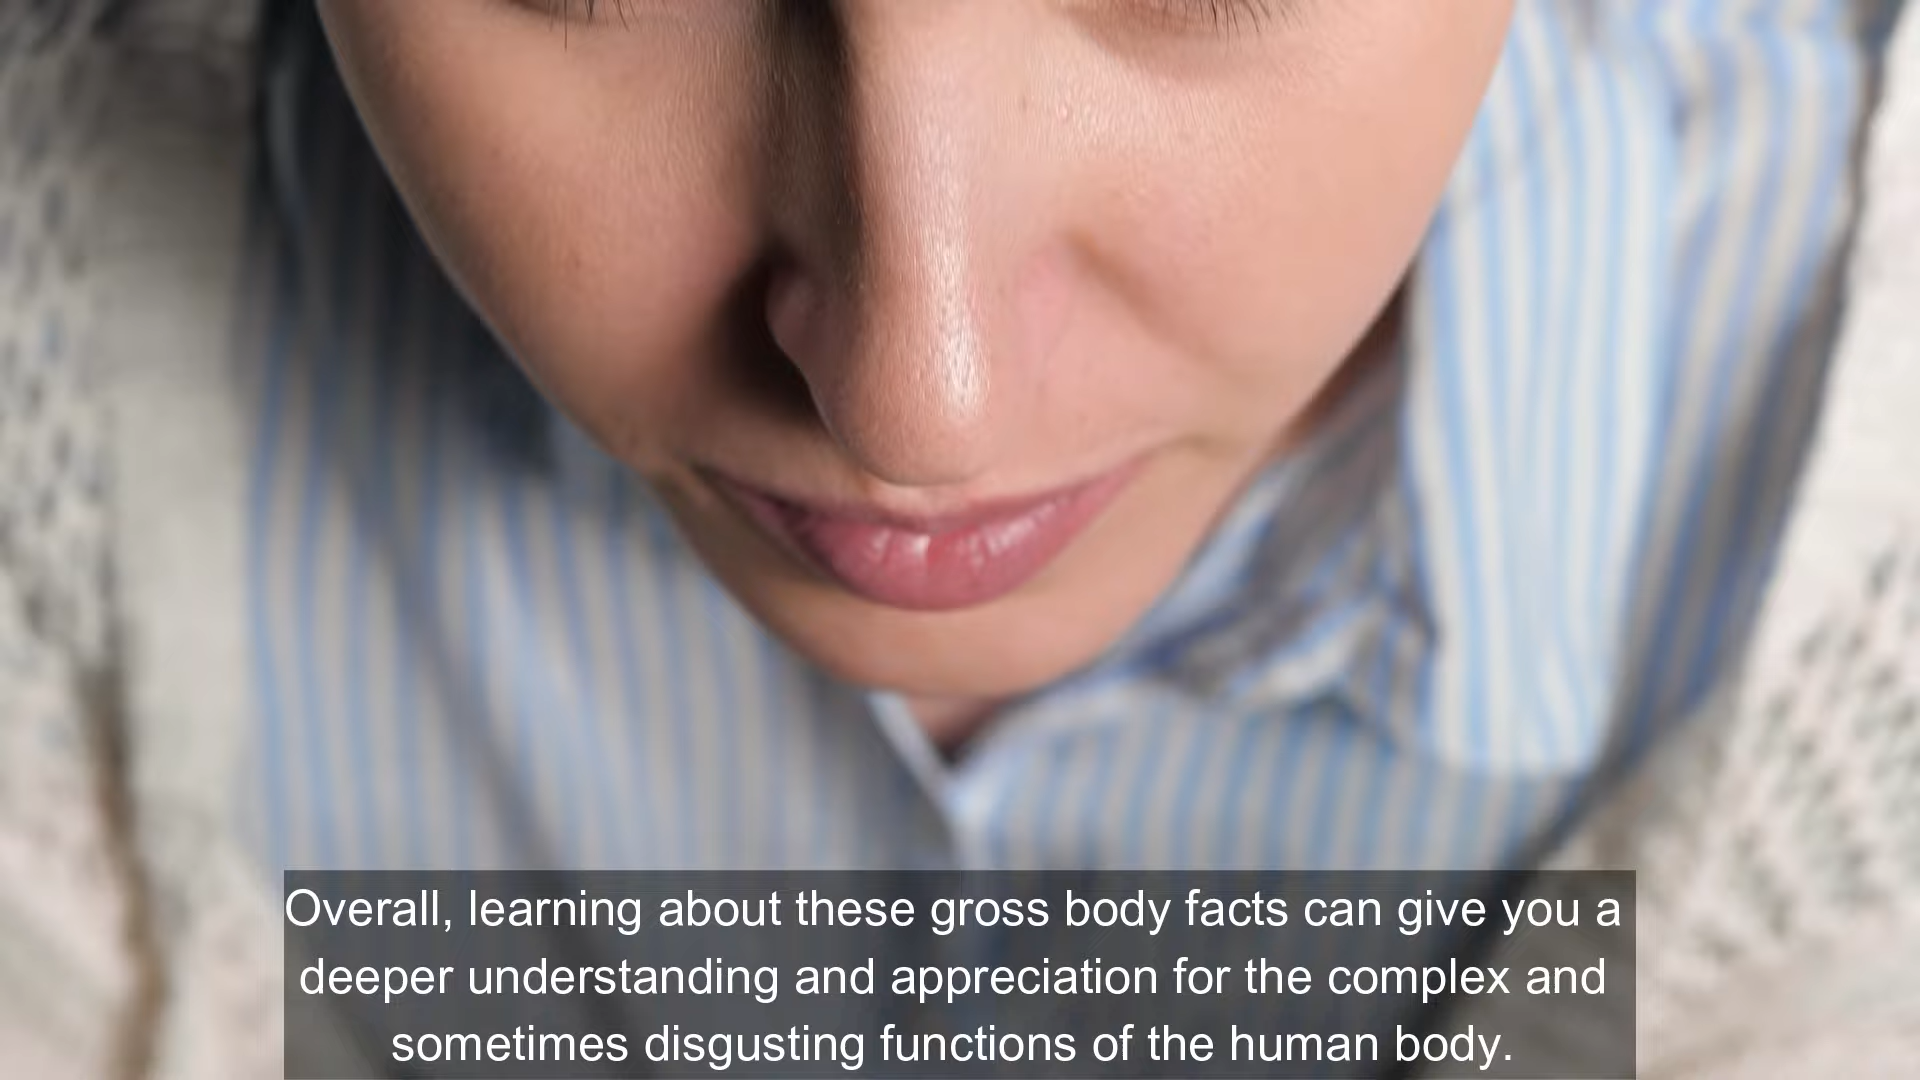 Overall, learning about these gross body facts can give you a
deeper understanding and appreciation for the complex and
sometimes disgusting functions of the human body.